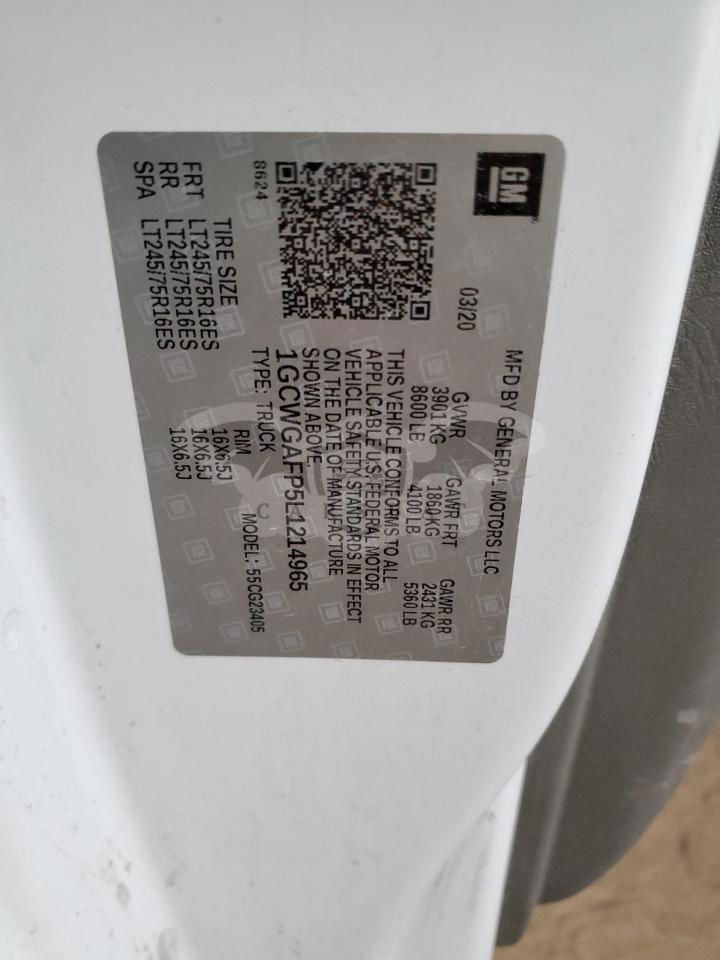 GM
MFD BY GENERAL MOTORS LLC
03/20
GVWR GAWR FRT GAWR RR
3901 KG 1860 KG 2431 KG
8600 LB 4100 LB 5360 LB
THIS VEHICLE CONFORMS TO ALL
APPLICABLE U.S. FEDERAL MOTOR
VEHICLE SAFETY STANDARDS IN EFFECT
ON THE DATE OF MANUFACTURE
SHOWN ABOVE.
1GCWGAFP5L1214965
8624
TYPE: TRUCK C MODEL: 55CG23405
TIRE SIZE RIM
FRT LT245/75R16ES 16X6.5J
RR LT245/75R16ES 16X6.5J
SPA LT245/75R16ES 16X6.5J